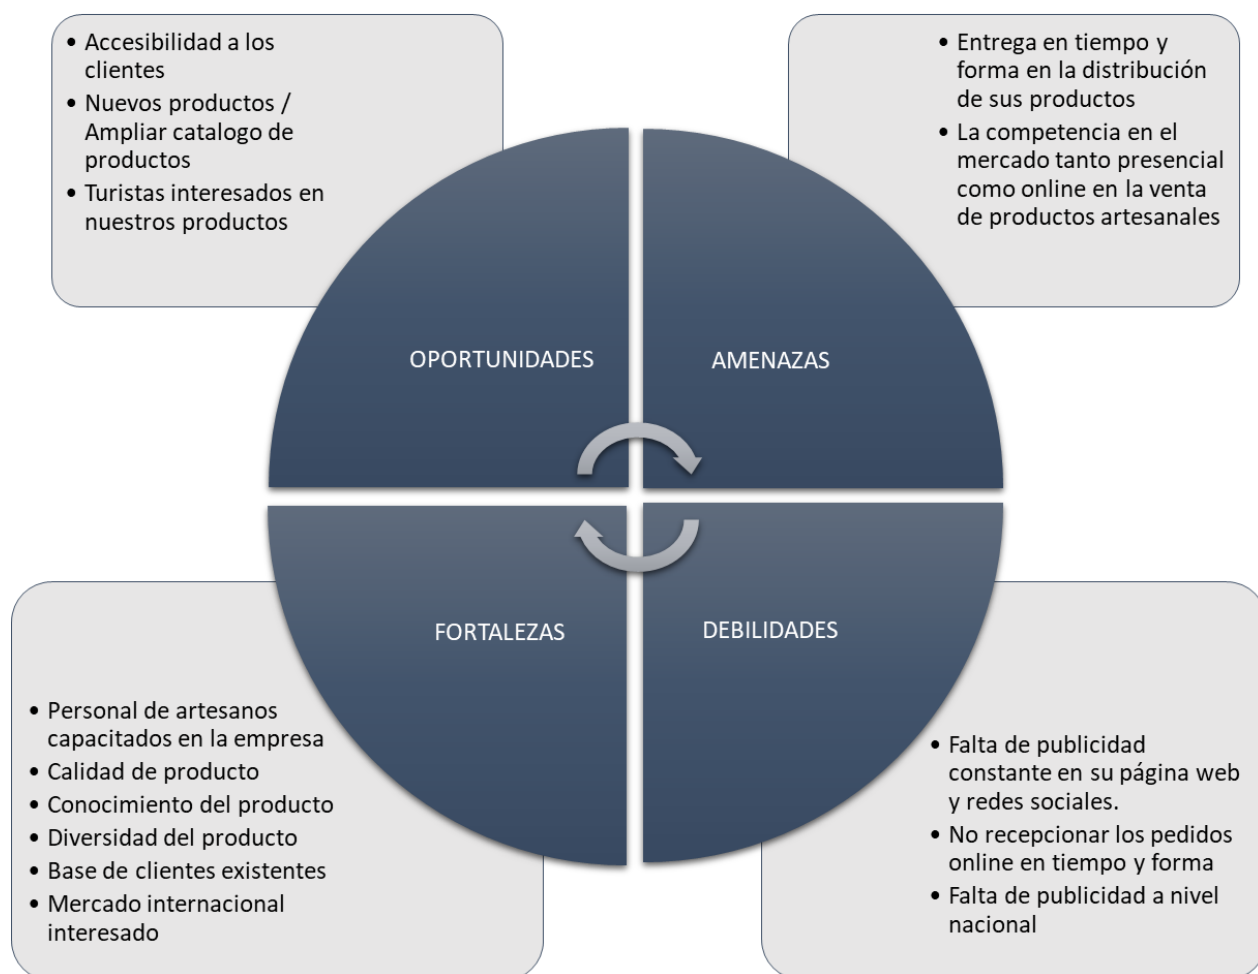 • Accesibilidad a los
clientes
• Nuevos productos /
Ampliar catalogo de
productos
• Turistas interesados en
nuestros productos
• Entrega en tiempo y
forma en la distribución
de sus productos
• La competencia en el
mercado tanto presencial
como online en la venta
de productos artesanales
OPORTUNIDADES
AMENAZAS
FORTALEZAS
DEBILIDADES
• Personal de artesanos
capacitados en la empresa
• Calidad de producto
• Conocimiento del producto
• Diversidad del producto
• Base de clientes existentes
• Mercado internacional
interesado
• Falta de publicidad
constante en su página web
y redes sociales.
• No recepcionar los pedidos
online en tiempo y forma
• Falta de publicidad a nivel
nacional